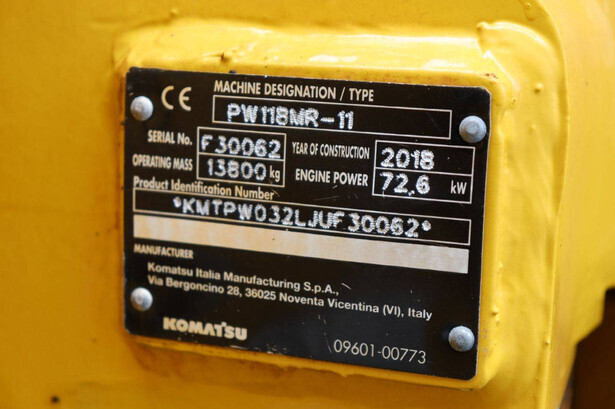 CE MACHINE DESIGNATION / TYPE
PW118MR-11
SERIAL No. F30062 YEAR OF CONSTRUCTION 2018
OPERATING MASS 13800 kg ENGINE POWER 72,6 kW
Product Identification Number
*KMTPW032LJUF30062*
MANUFACTURER
Komatsu Italia Manufacturing S.p.A.,
Via Bergoncino 28, 36025 Noventa Vicentina (VI), Italy
KOMATSU 09601-00773